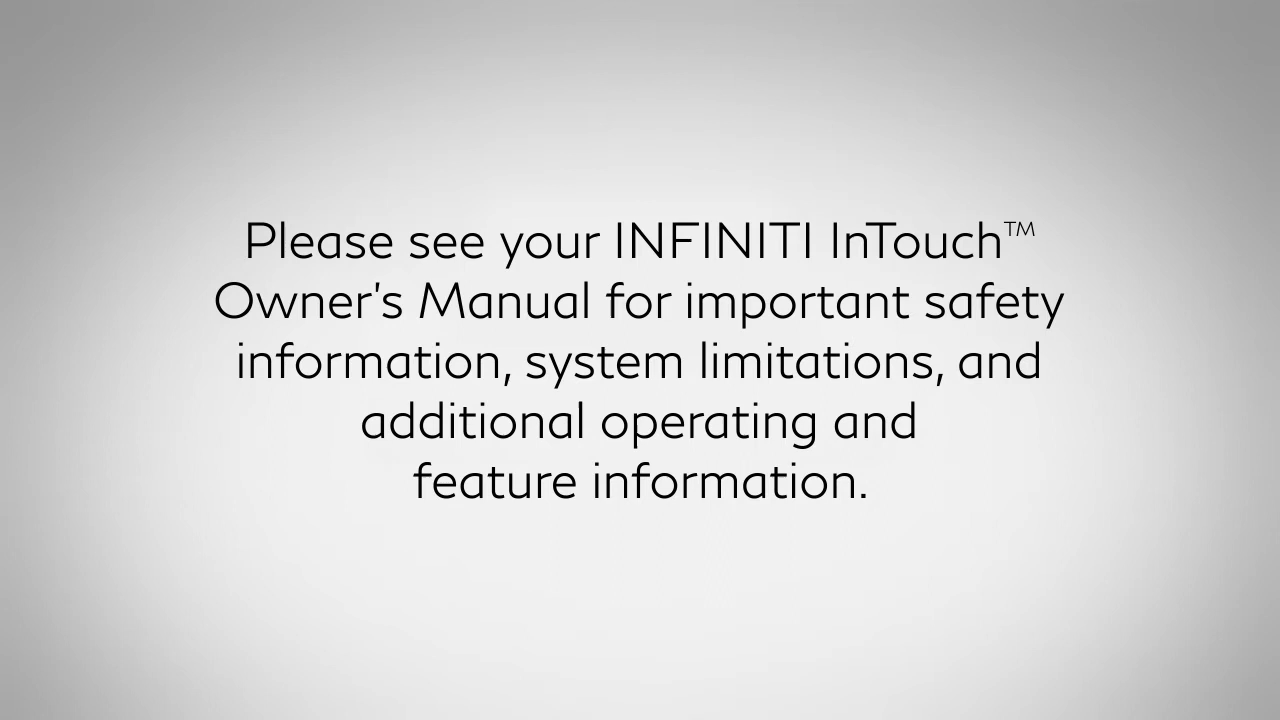 Please see your INFINITI InTouch™
Owner's Manual for important safety
information, system limitations, and
additional operating and
feature information.